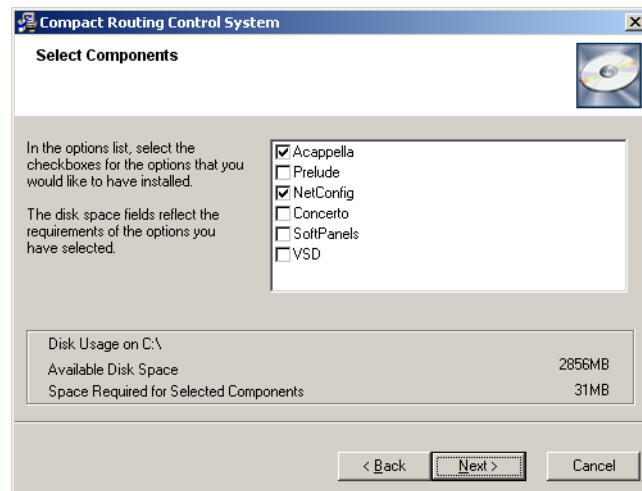 Compact Routing Control System
Select Components
In the options list, select the
checkboxes for the options that you
would like to have installed.
The disk space fields reflect the
requirements of the options you
have selected.
Acappella
Prelude
NetConfig
Concerto
SoftPanels
VSD
Disk Usage on C:\
Available Disk Space 2856MB
Space Required for Selected Components 31MB
< Back Next > Cancel